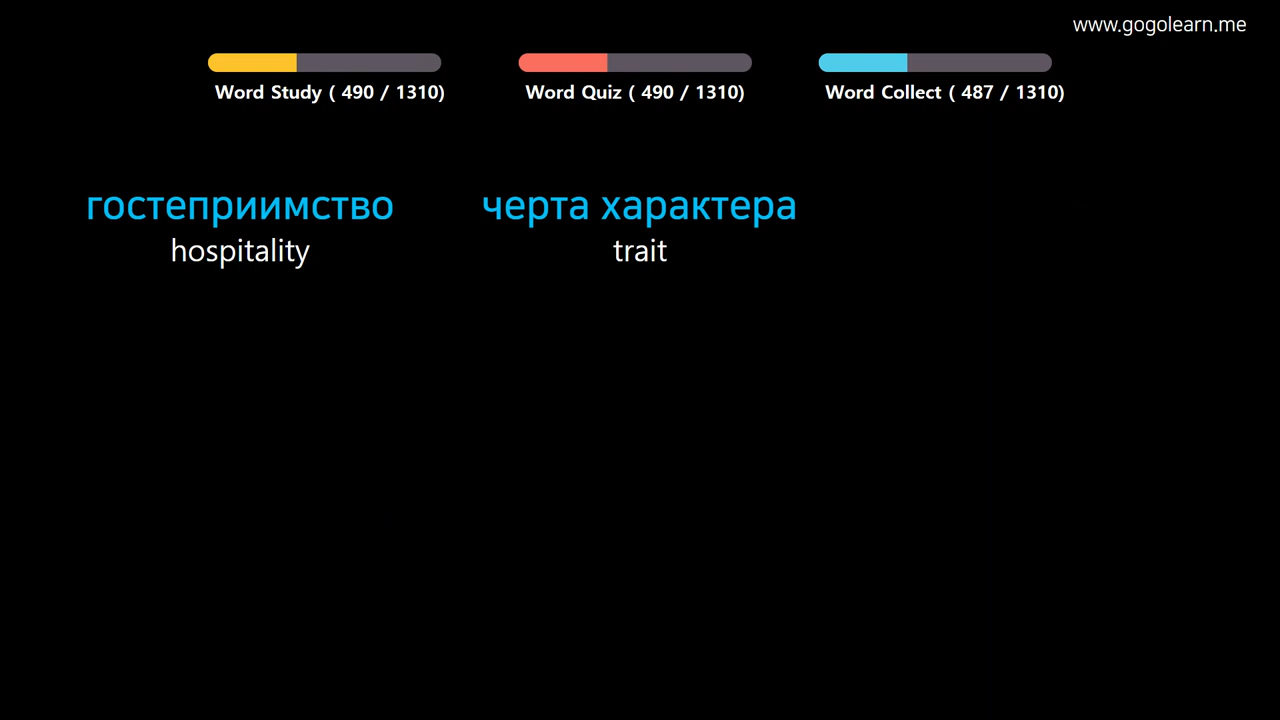 www.gogolearn.me
Word Study ( 490 / 1310)
Word Quiz ( 490 / 1310)
Word Collect ( 487 / 1310)
гостеприимство
hospitality
черта характера
trait